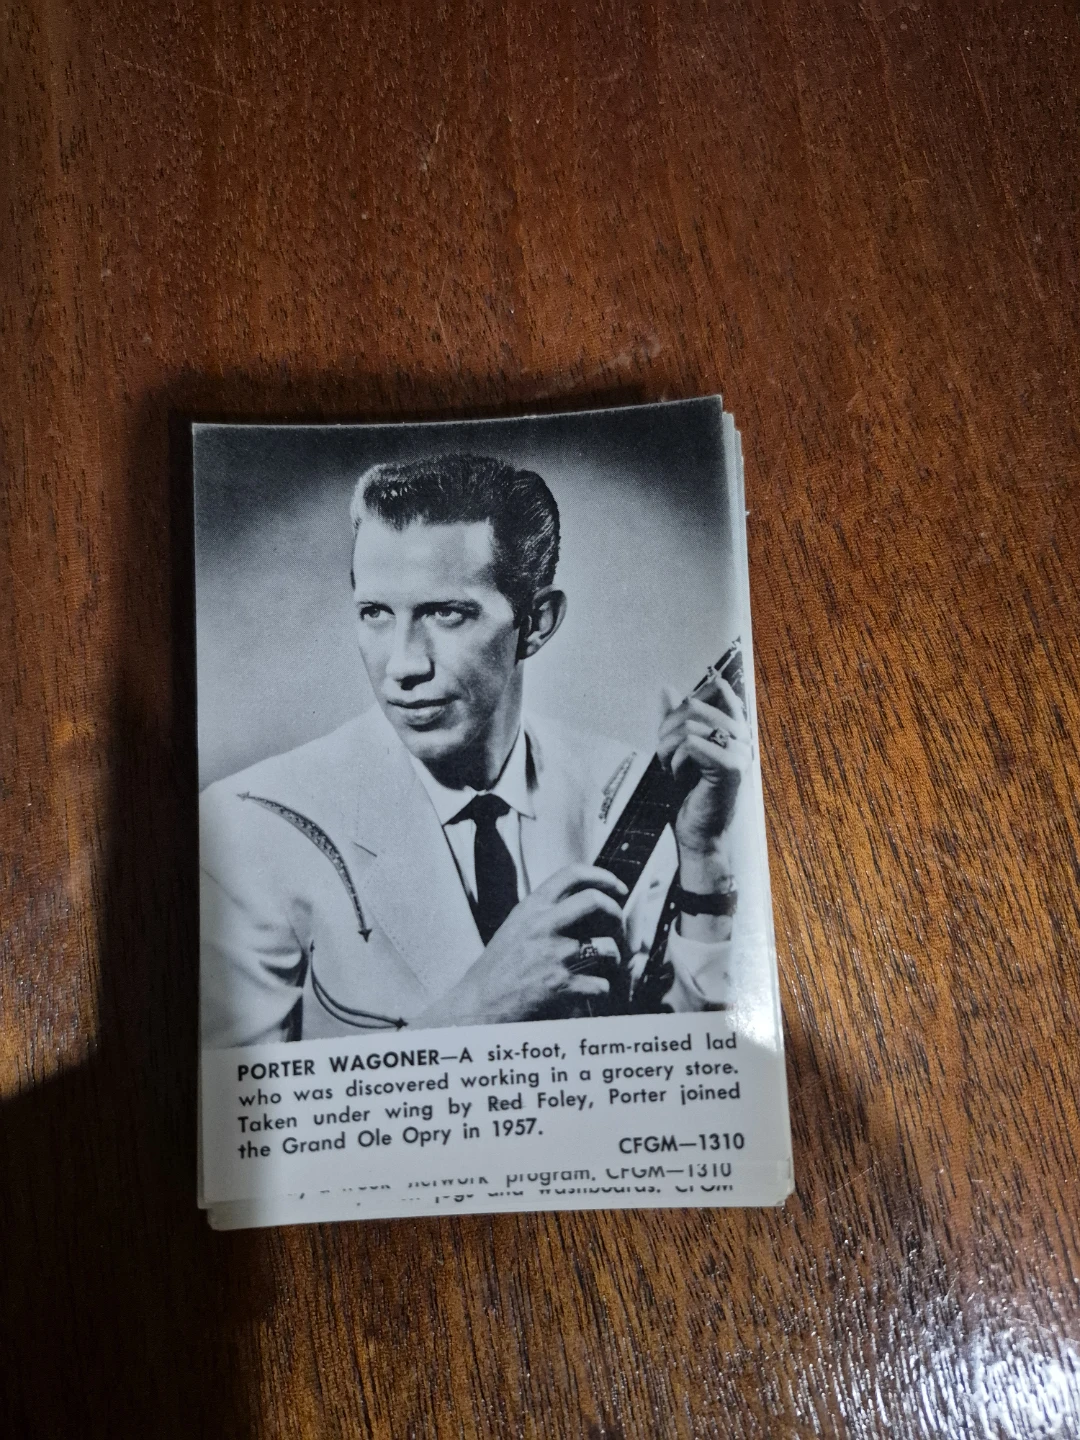 PORTER WAGONER—A six-foot, farm-raised lad
who was discovered working in a grocery store.
Taken under wing by Red Foley, Porter joined
the Grand Ole Opry in 1957.
CFGM—1310
network program. CFGM—1310
and washboards. CFGM